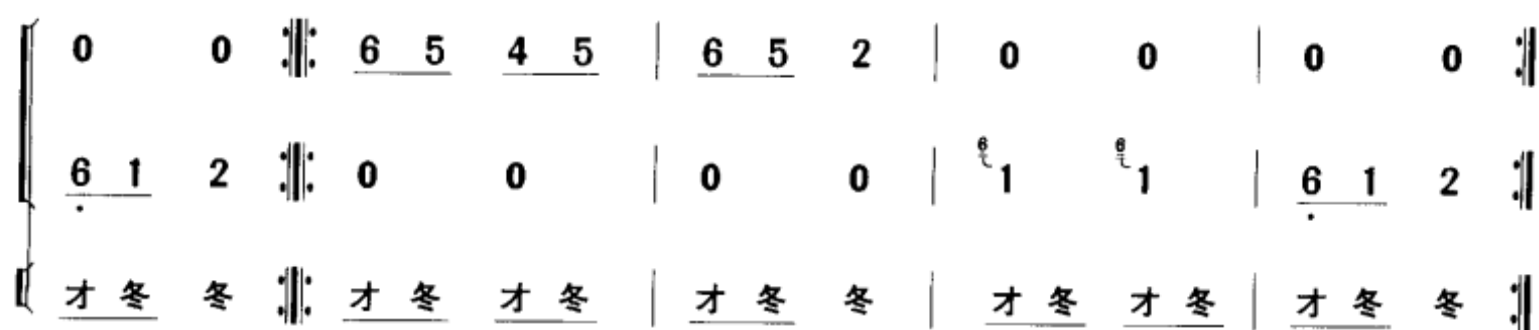 0 0 6 5 4 5 6 5 2 0 0 0 0
6 1 2 0 0 0 0 6 1 6 1 6 1 2
才 冬 冬 才 冬 才 冬 才 冬 冬 才 冬 才 冬 才 冬 冬